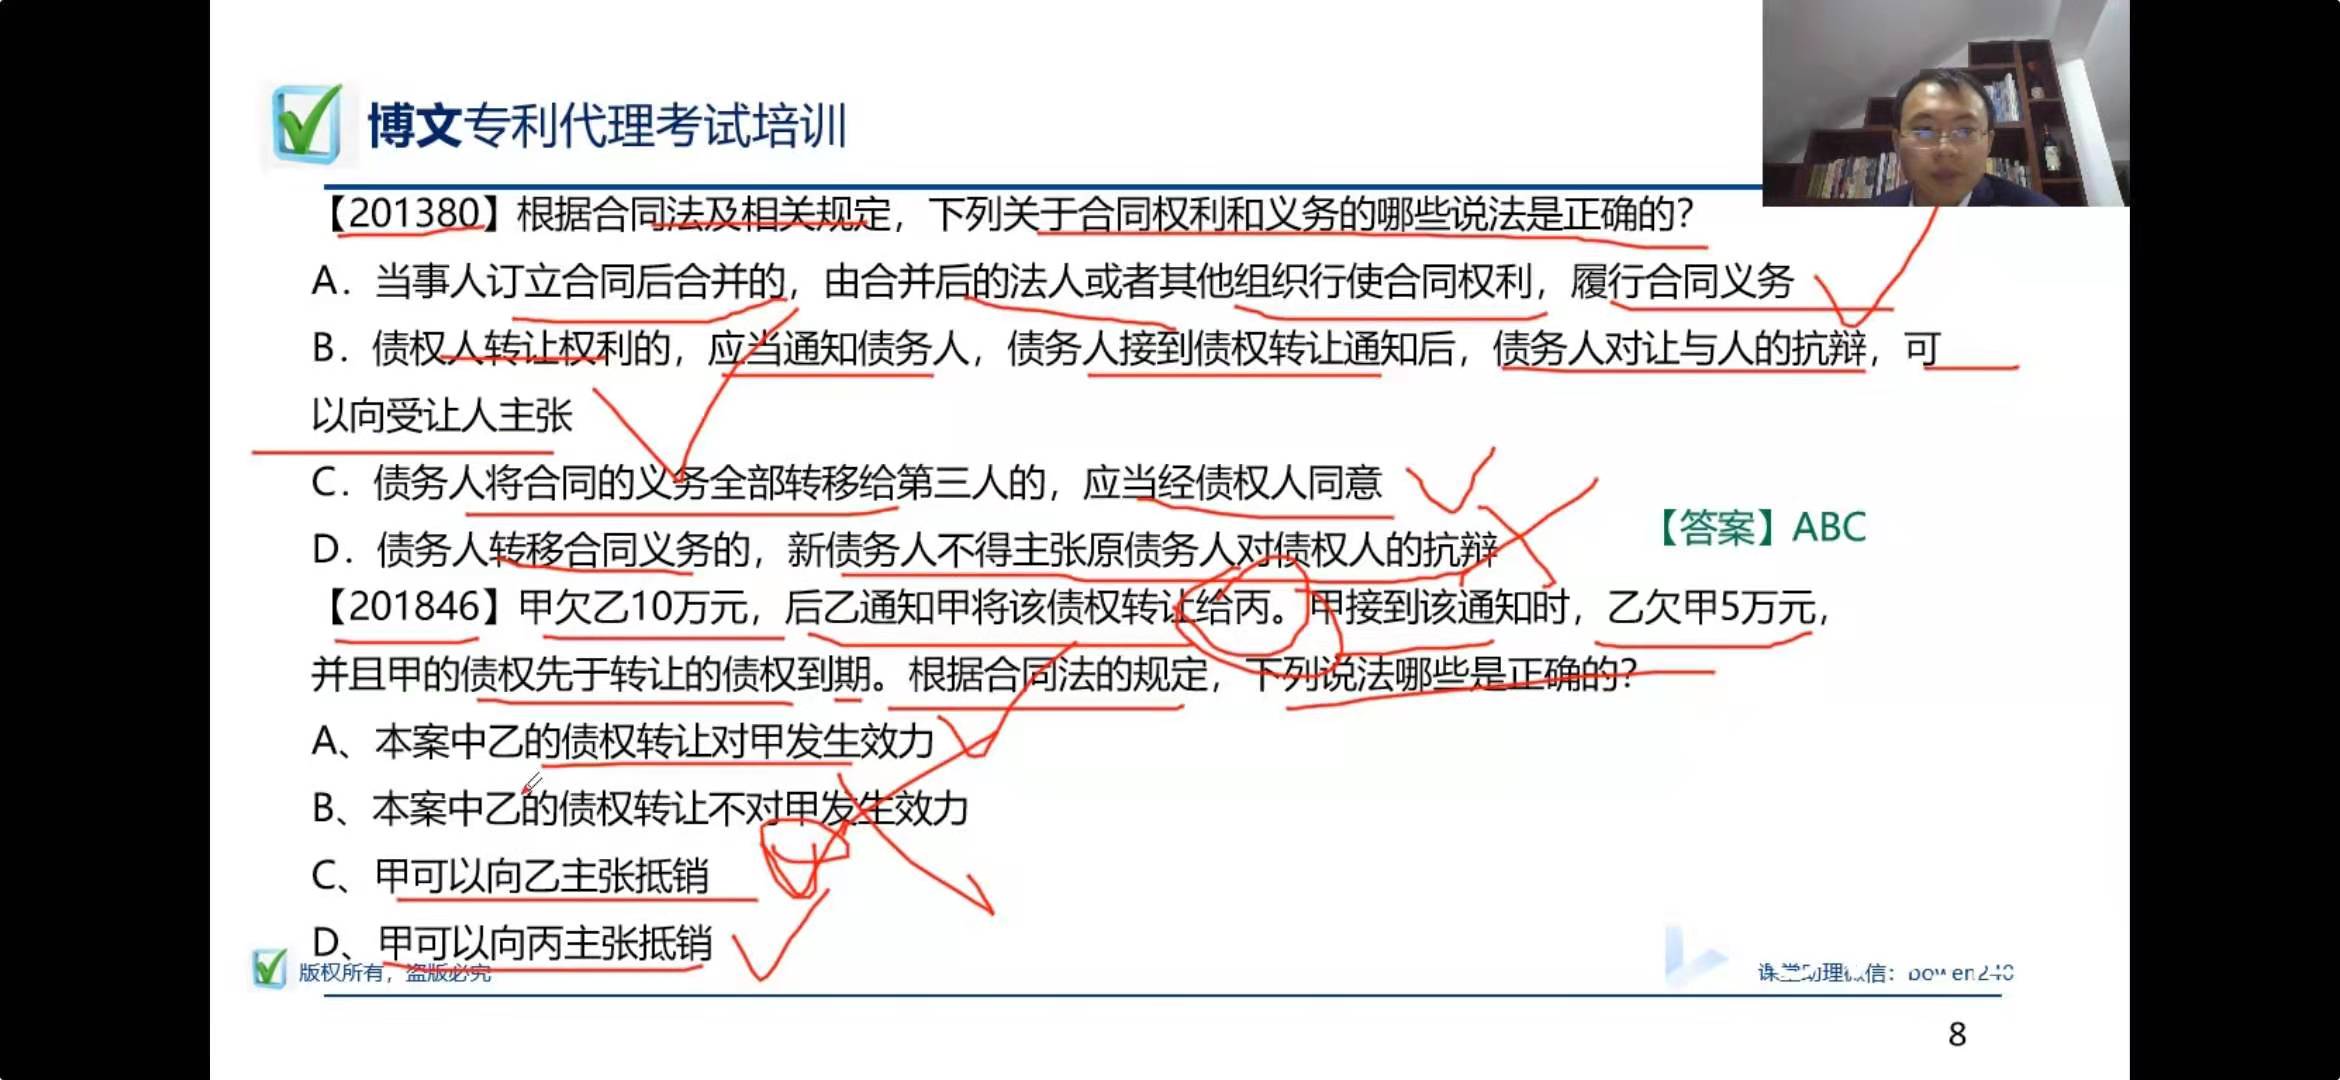 博文专利代理考试培训
【201380】根据合同法及相关规定，下列关于合同权利和义务的哪些说法是正确的？
A. 当事人订立合同后合并的，由合并后的法人或者其他组织行使合同权利，履行合同义务
B. 债权人转让权利的，应当通知债务人，债务人接到债权转让通知后，债务人对让与人的抗辩，可
以向受让人主张
C. 债务人将合同的义务全部转移给第三人的，应当经债权人同意
D. 债务人转移合同义务的，新债务人不得主张原债务人对债权人的抗辩
【答案】ABC
【201846】甲欠乙10万元，后乙通知甲将该债权转让给丙。甲接到该通知时，乙欠甲5万元，
并且甲的债权先于转让的债权到期。根据合同法的规定，下列说法哪些是正确的？
A、本案中乙的债权转让对甲发生效力
B、本案中乙的债权转让不对甲发生效力
C、甲可以向乙主张抵销
D、甲可以向丙主张抵销
版权所有，盗版必究
课堂助理微信：bowen240
8